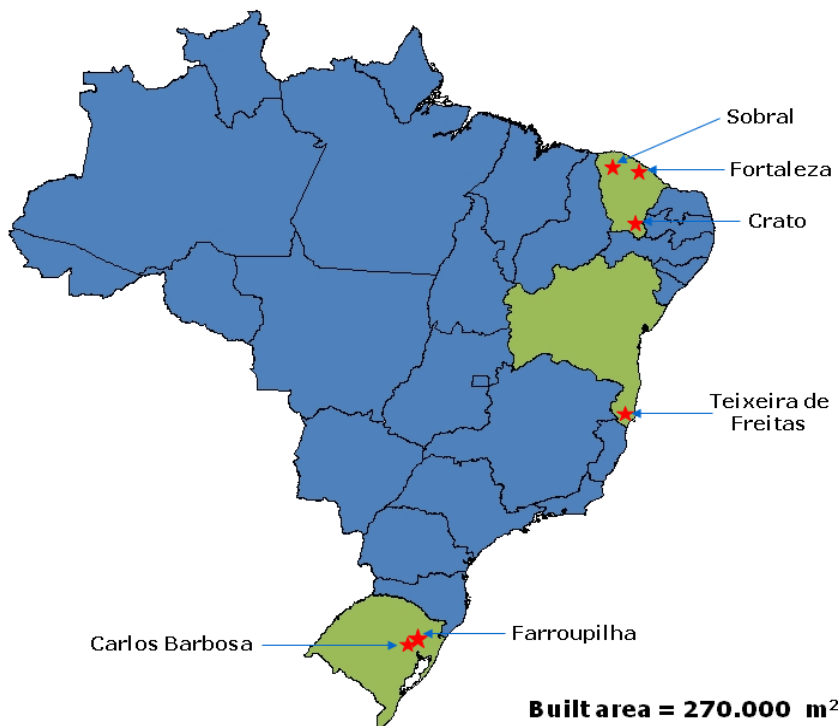 Sobral
Fortaleza
Crato
Teixeira de
Freitas
Farroupilha
Carlos Barbosa
Built area = 270.000 m²